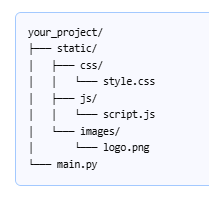 your_project/
├── static/
│   ├── css/
│   │   └── style.css
│   ├── js/
│   │   └── script.js
│   └── images/
│       └── logo.png
└── main.py